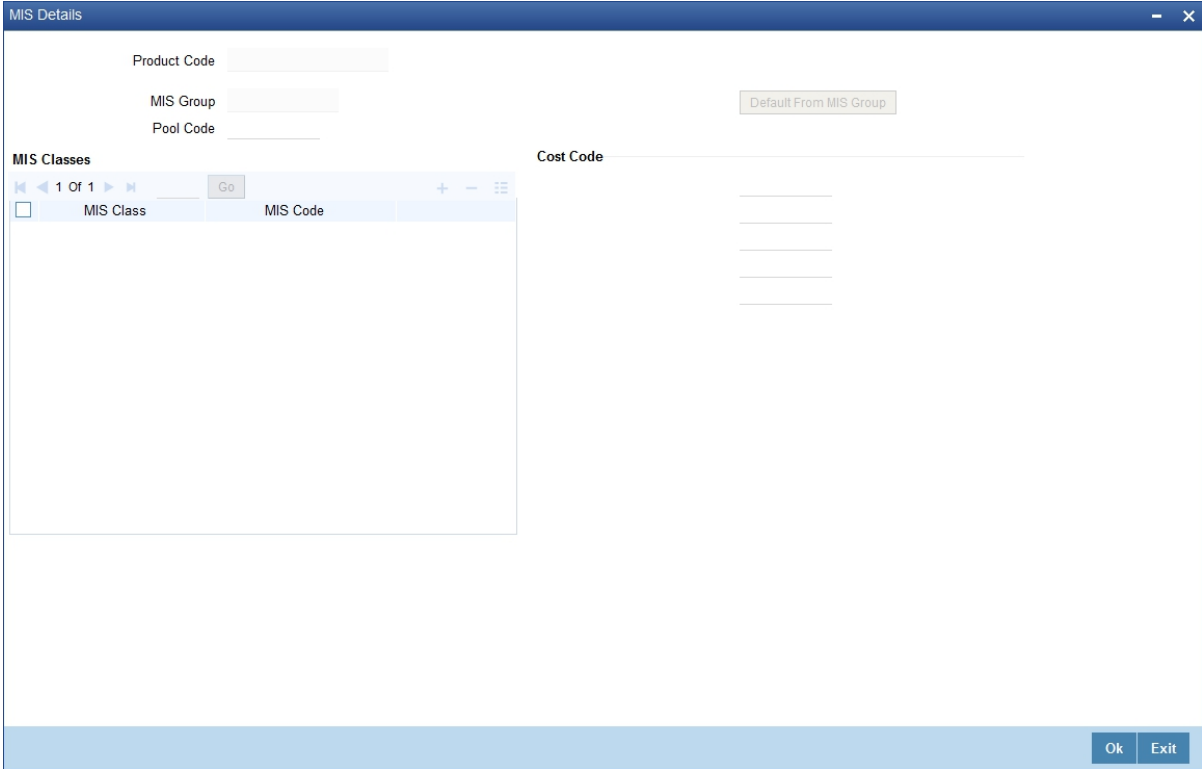 MIS Details
Product Code
MIS Group
Default From MIS Group
Pool Code
MIS Classes
Cost Code
1 Of 1
Go
MIS Class
MIS Code
Ok
Exit